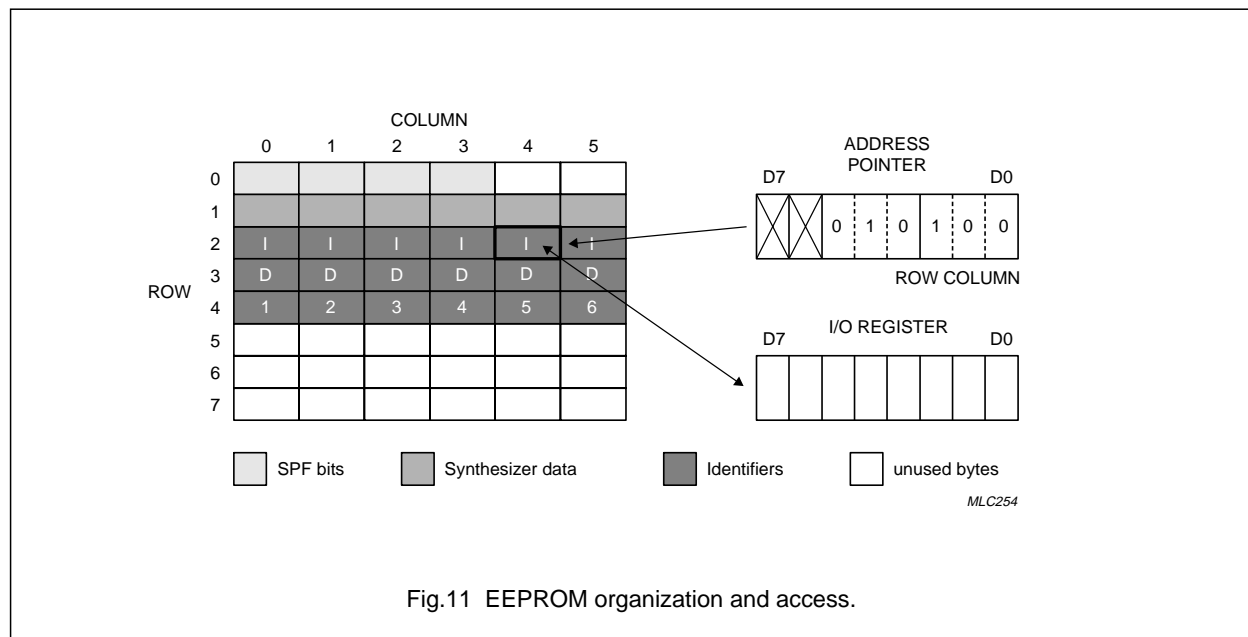 COLUMN
0 1 2 3 4 5
0
1
2 I I I I I I
3 D D D D D D
ROW
4 1 2 3 4 5 6
5
6
7
ADDRESS
POINTER
D7 D0
0 1 0 1 0 0
ROW COLUMN
I/O REGISTER
D7 D0
SPF bits Synthesizer data Identifiers unused bytes
MLC254
Fig.11 EEPROM organization and access.